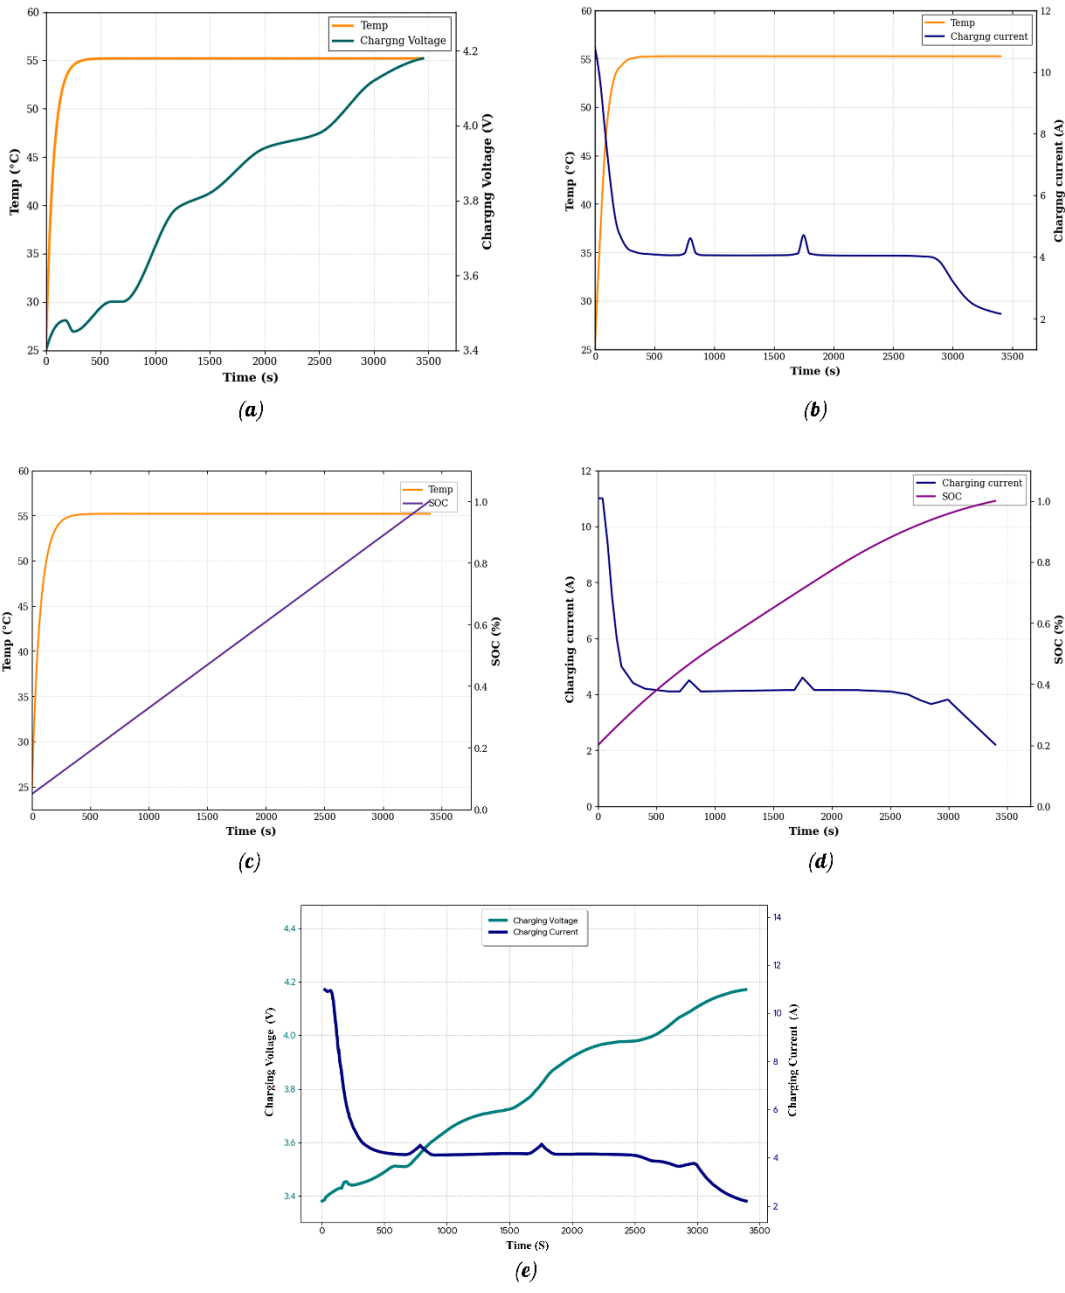 Temp
Chargng Voltage
60
55
50
45
40
35
30
25
Temp (°C)
4.2
4.0
3.8
3.6
3.4
Chargng Voltage (V)
0 500 1000 1500 2000 2500 3000 3500
Time (s)
(a)
Temp
Chargng current
60
55
50
45
40
35
30
25
Temp (°C)
12
10
8
6
4
2
Chargng current (A)
0 500 1000 1500 2000 2500 3000 3500
Time (s)
(b)
Temp
SOC
60
55
50
45
40
35
30
25
Temp (°C)
1.0
0.8
0.6
0.4
0.2
0.0
SOC (%)
0 500 1000 1500 2000 2500 3000 3500
Time (s)
(c)
Charging current
SOC
12
10
8
6
4
2
0
Charging current (A)
1.0
0.8
0.6
0.4
0.2
0.0
SOC (%)
0 500 1000 1500 2000 2500 3000 3500
Time (s)
(d)
Charging Voltage
Charging Current
4.4
4.2
4.0
3.8
3.6
3.4
Charging Voltage (V)
14
12
10
8
6
4
2
Charging Current (A)
0 500 1000 1500 2000 2500 3000 3500
Time (S)
(e)